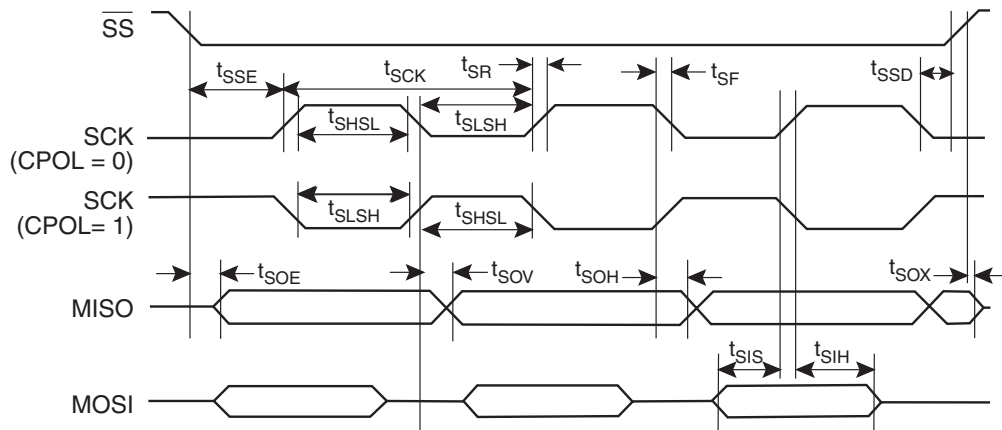 SS
tSSE tSCK tSR tSF tSSD
tSHSL tSLSH
SCK
(CPOL = 0)
SCK
(CPOL= 1)
tSLSH tSHSL
tSOE tSOV tSOH tSOX
MISO
tSIS tSIH
MOSI